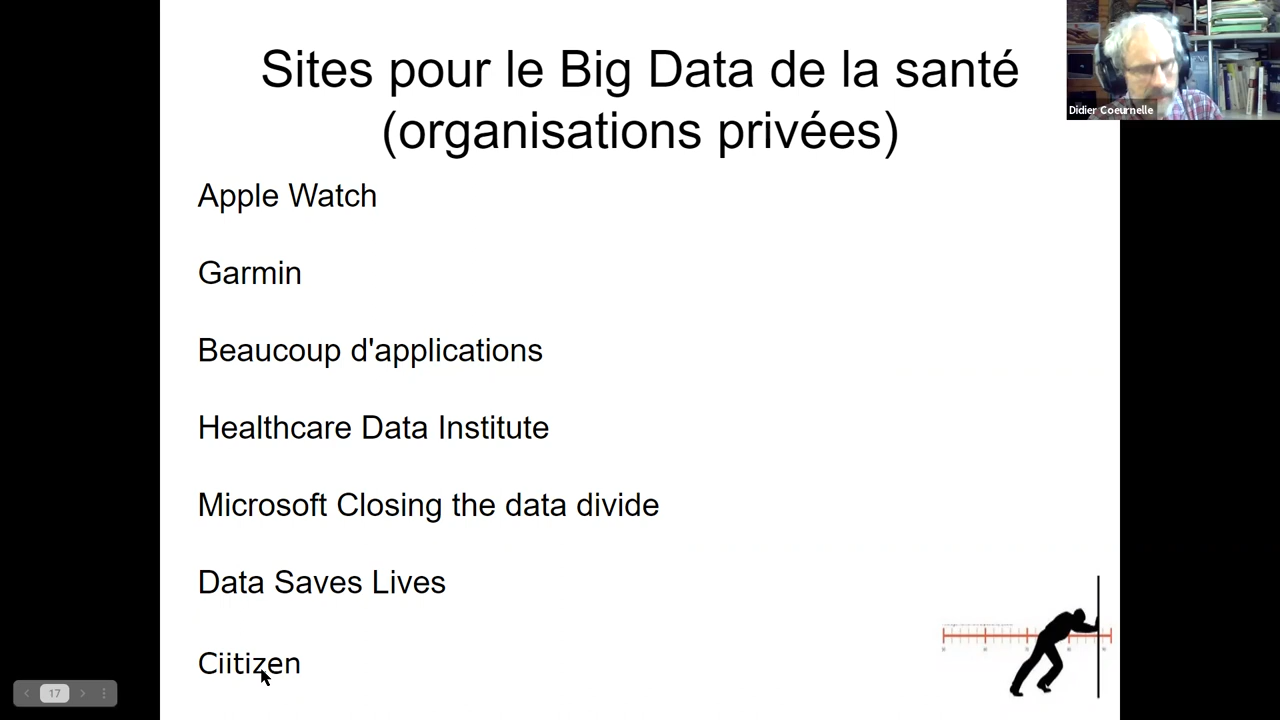 Sites pour le Big Data de la santé
(organisations privées)
Didier Coeurnelle
Apple Watch
Garmin
Beaucoup d'applications
Healthcare Data Institute
Microsoft Closing the data divide
Data Saves Lives
Ciitizen
17